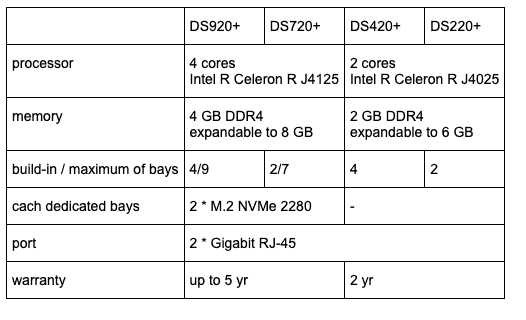 DS920+ DS720+ DS420+ DS220+
processor 4 cores 2 cores
Intel R Celeron R J4125 Intel R Celeron R J4025
memory 4 GB DDR4 2 GB DDR4
expandable to 8 GB expandable to 6 GB
build-in / maximum of bays 4/9 2/7 4 2
cach dedicated bays 2 * M.2 NVMe 2280 -
port 2 * Gigabit RJ-45
warranty up to 5 yr 2 yr